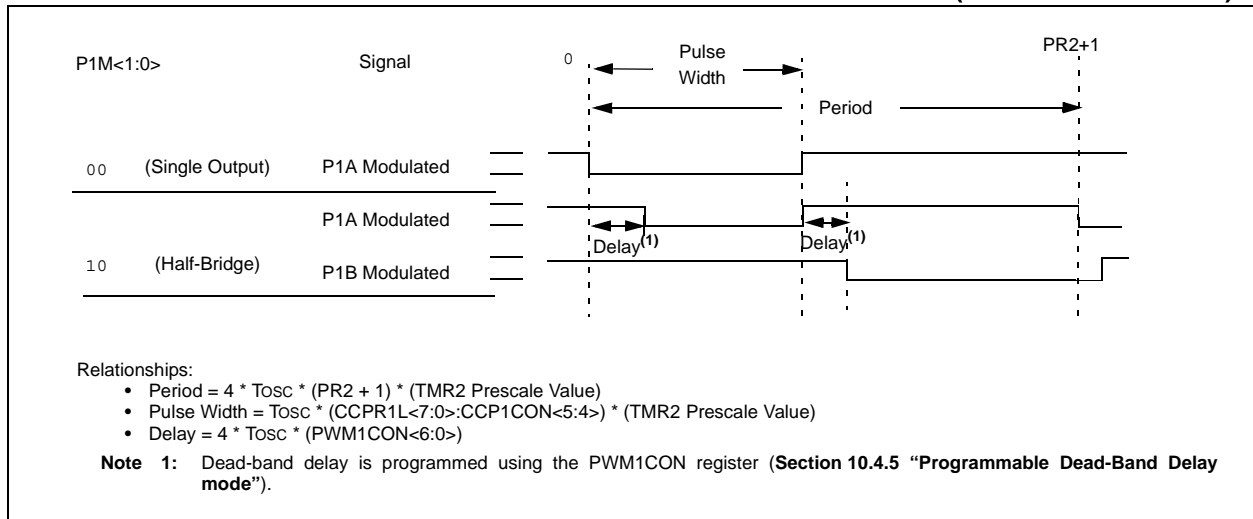 Pulse
Width
PR2+1
P1M<1:0>
Signal
0
Period
00
(Single Output)
P1A Modulated
P1A Modulated
Delay(1)
Delay(1)
10
(Half-Bridge)
P1B Modulated
Relationships:
• Period = 4 * TOSC * (PR2 + 1) * (TMR2 Prescale Value)
• Pulse Width = TOSC * (CCPR1L<7:0>:CCP1CON<5:4>) * (TMR2 Prescale Value)
• Delay = 4 * TOSC * (PWM1CON<6:0>)
Note 1: Dead-band delay is programmed using the PWM1CON register (Section 10.4.5 “Programmable Dead-Band Delay
mode”).